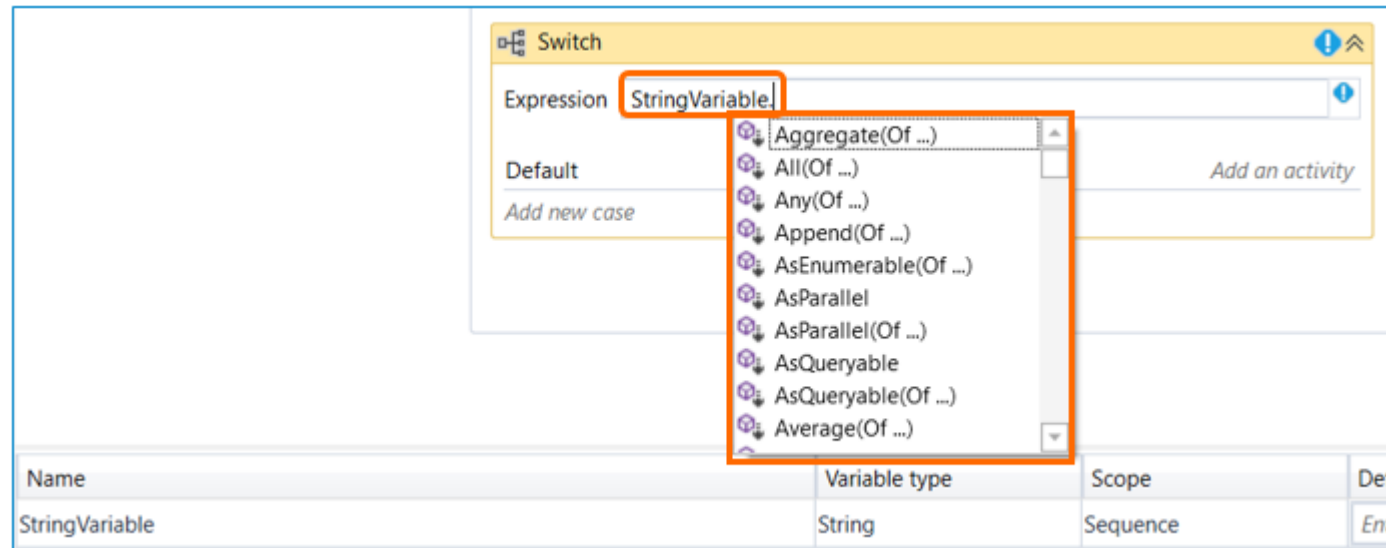 Switch
Expression StringVariable.
Aggregate(Of ...)
Default All(Of ...) Add an activity
Any(Of ...)
Add new case
Append(Of ...)
AsEnumerable(Of ...)
AsParallel
AsParallel(Of ...)
AsQueryable
AsQueryable(Of ...)
Average(Of ...)
Name Variable type Scope
StringVariable String Sequence